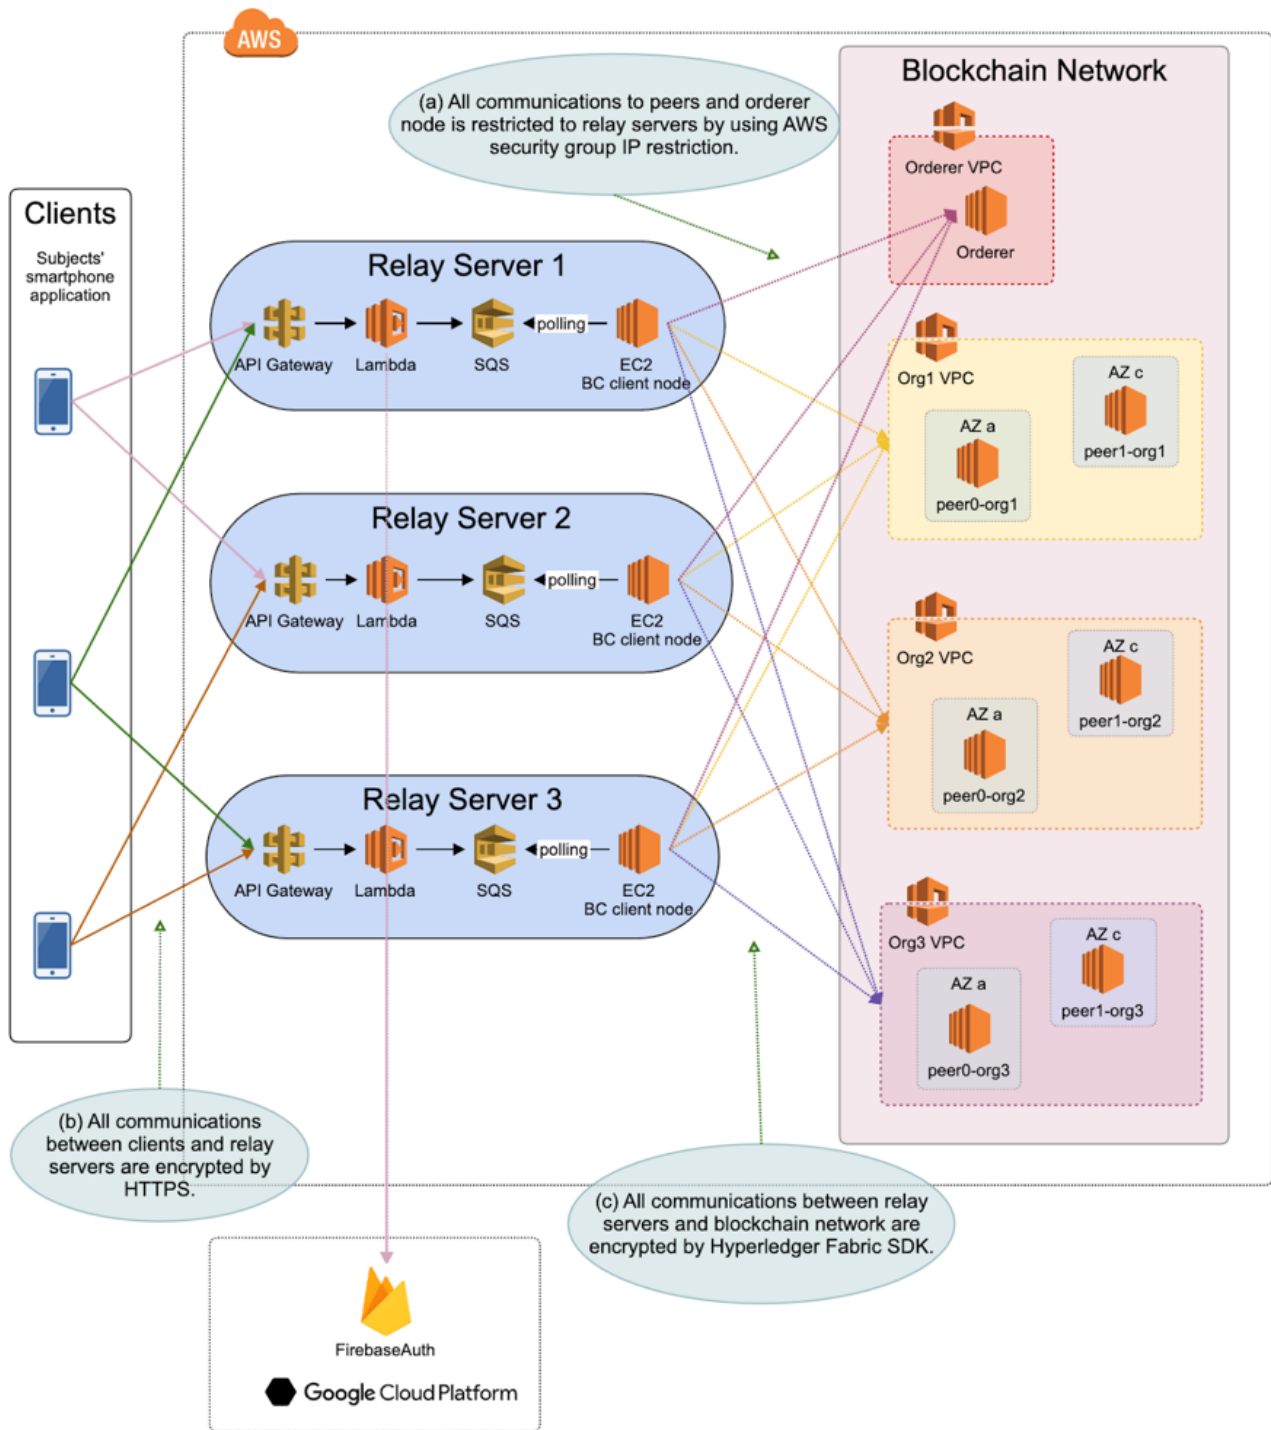 AWS
Blockchain Network
(a) All communications to peers and orderer
node is restricted to relay servers by using AWS
security group IP restriction.
Orderer VPC
Orderer
Clients
Subjects'
smartphone
application
Relay Server 1
API Gateway
Lambda
SQS
polling
EC2
BC client node
Org1 VPC
AZ c
peer1-org1
AZ a
peer0-org1
Relay Server 2
API Gateway
Lambda
SQS
polling
EC2
BC client node
Org2 VPC
AZ c
peer1-org2
AZ a
peer0-org2
Relay Server 3
API Gateway
Lambda
SQS
polling
EC2
BC client node
Org3 VPC
AZ c
peer1-org3
AZ a
peer0-org3
(b) All communications
between clients and relay
servers are encrypted by
HTTPS.
(c) All communications between relay
servers and blockchain network are
encrypted by Hyperledger Fabric SDK.
FirebaseAuth
Google Cloud Platform